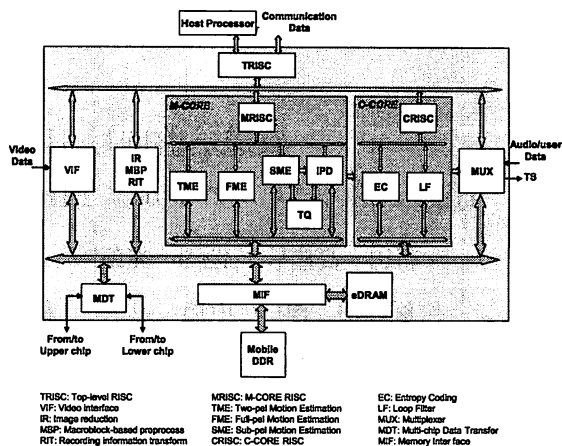 Host Processor
Communication
Data
TRISC
M-CORE
C-CORE
MRISC
CRISC
Video
Data
VIF
IR
MBP
RIT
TME
FME
SME
IPD
TQ
EC
LF
MUX
Audio/user
Data
TS
MDT
MIF
eDRAM
From/to
Upper chip
From/to
Lower chip
Mobile
DDR
TRISC: Top-level RISC
VIF: Video interface
IR: Image reduction
MBP: Macroblock-based proprocess
RIT: Recording information transform
MRISC: M-CORE RISC
TME: Two-pel Motion Estimation
FME: Full-pel Motion Estimation
SME: Sub-pel Motion Estimation
CRISC: C-CORE RISC
EC: Entropy Coding
LF: Loop Filter
MUX: Multiplexer
MDT: Multi-chip Data Transfer
MIF: Memory Inter face